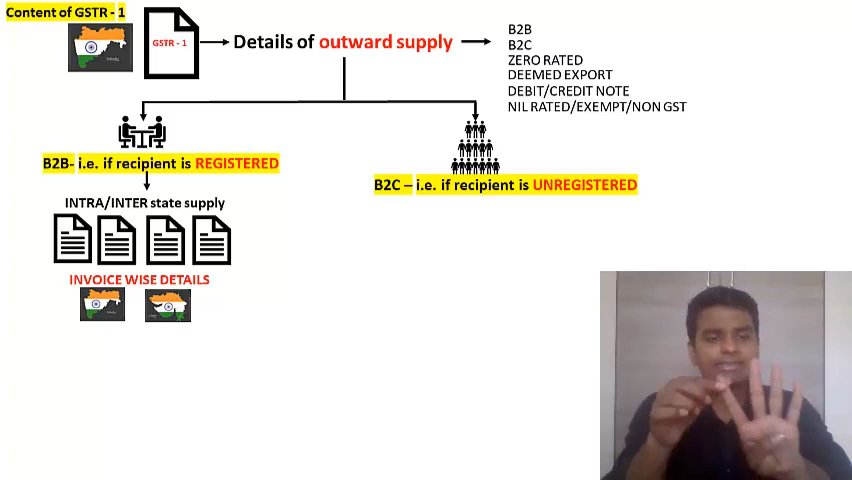 Content of GSTR - 1
GSTR - 1
Details of outward supply
B2B
B2C
ZERO RATED
DEEMED EXPORT
DEBIT/CREDIT NOTE
NIL RATED/EXEMPT/NON GST
B2B- i.e. if recipient is REGISTERED
B2C – i.e. if recipient is UNREGISTERED
INTRA/INTER state supply
INVOICE WISE DETAILS